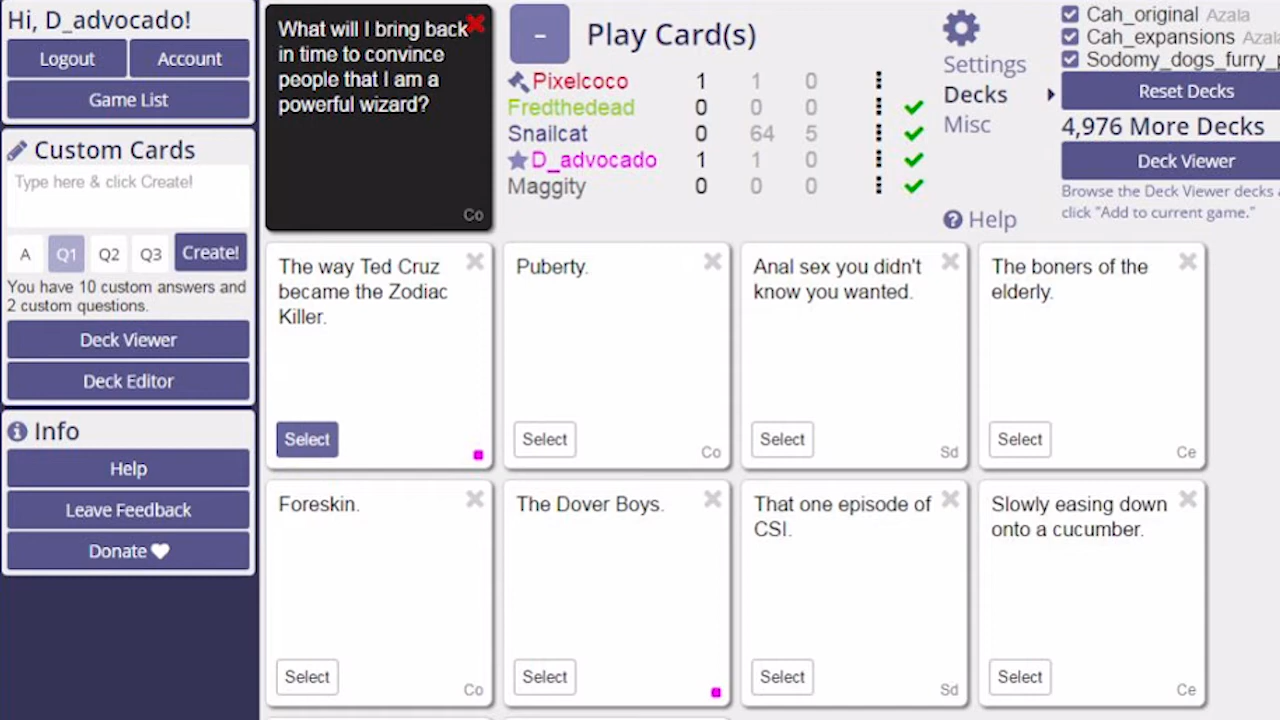 Hi, D_advocado!
Logout
Account
Game List
Custom Cards
Type here & click Create!
A
Q1
Q2
Q3
Create!
You have 10 custom answers and
2 custom questions.
Deck Viewer
Deck Editor
Info
Help
Leave Feedback
Donate
What will I bring back
in time to convince
people that I am a
powerful wizard?
Co
-
Play Card(s)
Pixelcoco 1 1 0
Fredthedead 0 0 0
Snailcat 0 64 5
D_advocado 1 1 0
Maggity 0 0 0
Settings
Decks
Misc
Help
Cah_original Azala
Cah_expansions Azala
Sodomy_dogs_furry_
Reset Decks
4,976 More Decks
Deck Viewer
Browse the Deck Viewer decks
click "Add to current game."
The way Ted Cruz
became the Zodiac
Killer.
Select
Puberty.
Select
Co
Anal sex you didn't
know you wanted.
Select
Sd
The boners of the
elderly.
Select
Ce
Foreskin.
Select
Co
The Dover Boys.
Select
That one episode of
CSI.
Select
Sd
Slowly easing down
onto a cucumber.
Select
Ce